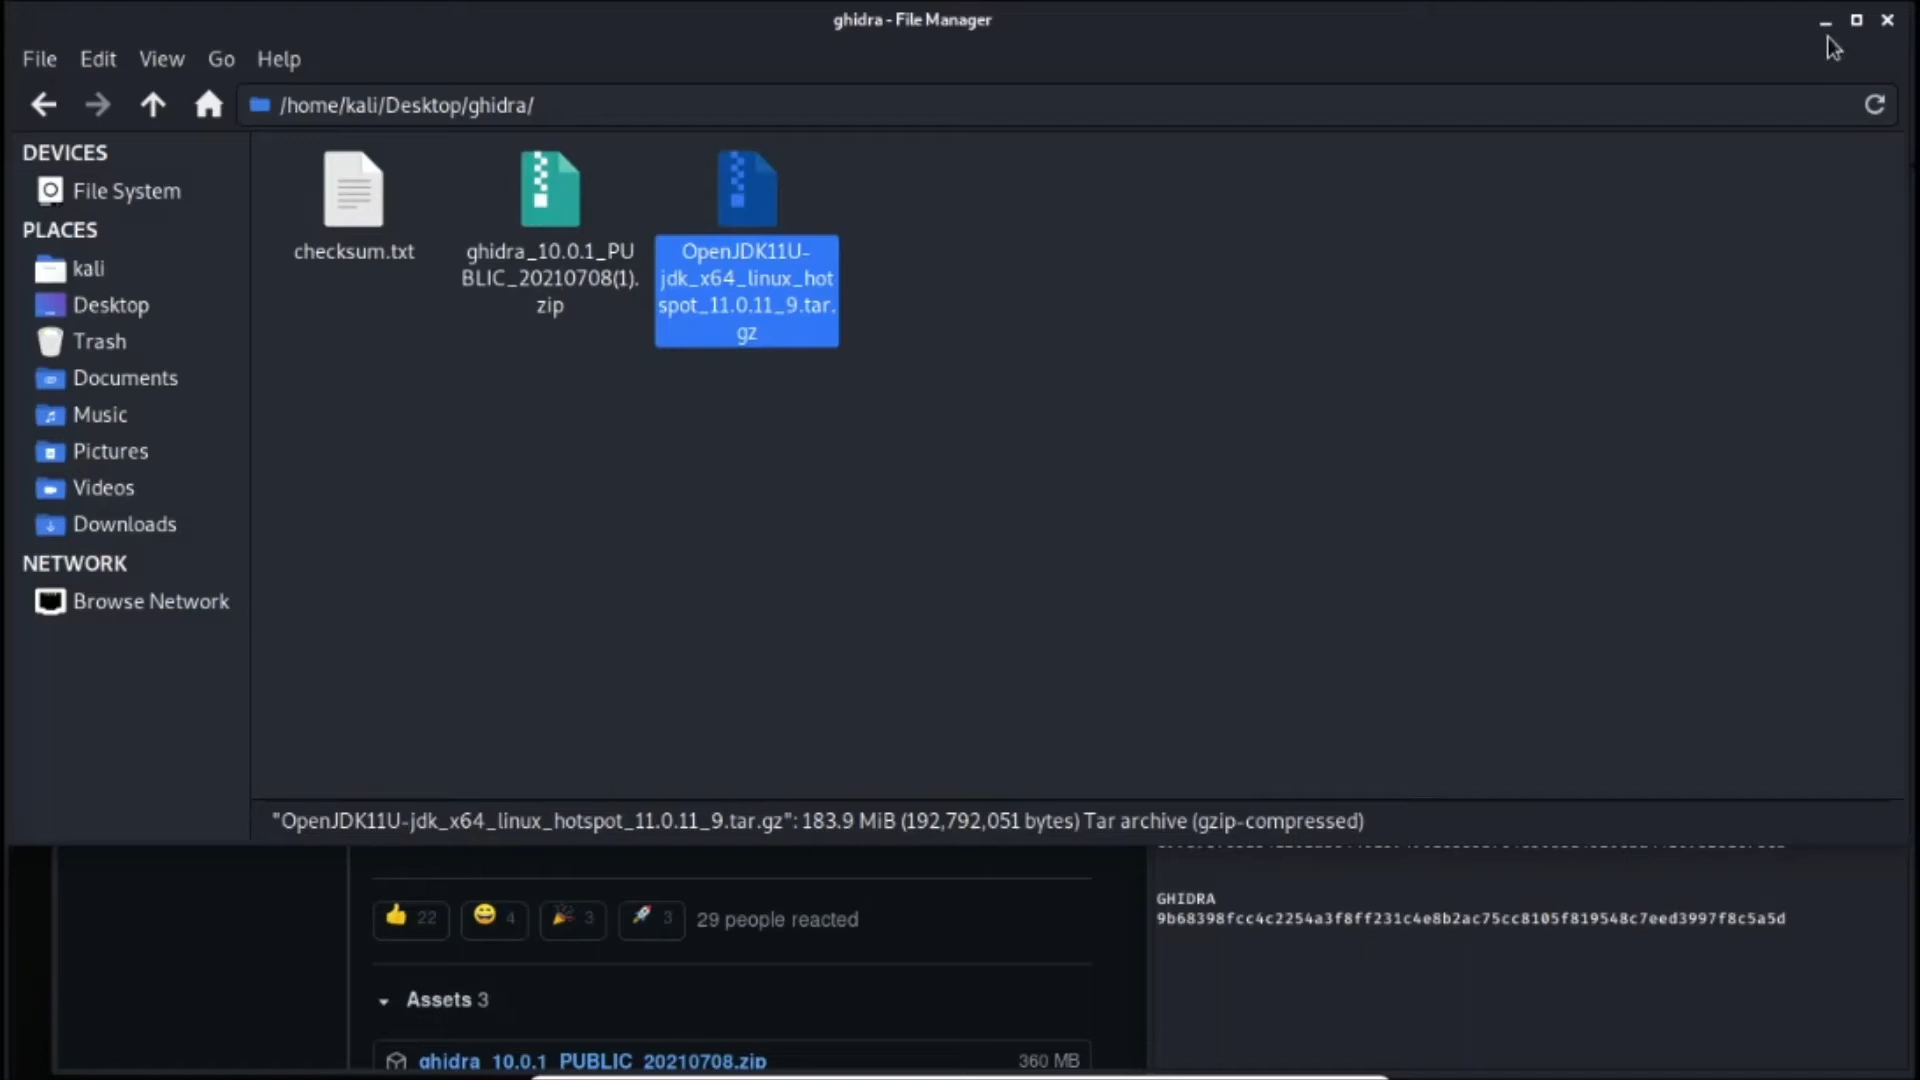 ghidra - File Manager
File Edit View Go Help
/home/kali/Desktop/ghidra/
DEVICES
File System
PLACES
kali
Desktop
Trash
Documents
Music
Pictures
Videos
Downloads
NETWORK
Browse Network
checksum.txt
ghidra_10.0.1_PU
BLIC_20210708(1).
zip
OpenJDK11U-
jdk_x64_linux_hot
spot_11.0.11_9.tar.
gz
"OpenJDK11U-jdk_x64_linux_hotspot_11.0.11_9.tar.gz": 183.9 MiB (192,792,051 bytes) Tar archive (gzip-compressed)
22 4 3 3 29 people reacted
Assets 3
ghidra_10.0.1_PUBLIC_20210708.zip 360 MB
GHIDRA
9b68398fcc4c2254a3f8ff231c4e8b2ac75cc8105f819548c7eed3997f8c5a5d